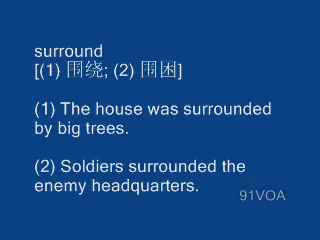 surround
[(1) 围绕; (2) 围困]
(1) The house was surrounded
by big trees.
(2) Soldiers surrounded the
enemy headquarters.
91VOA